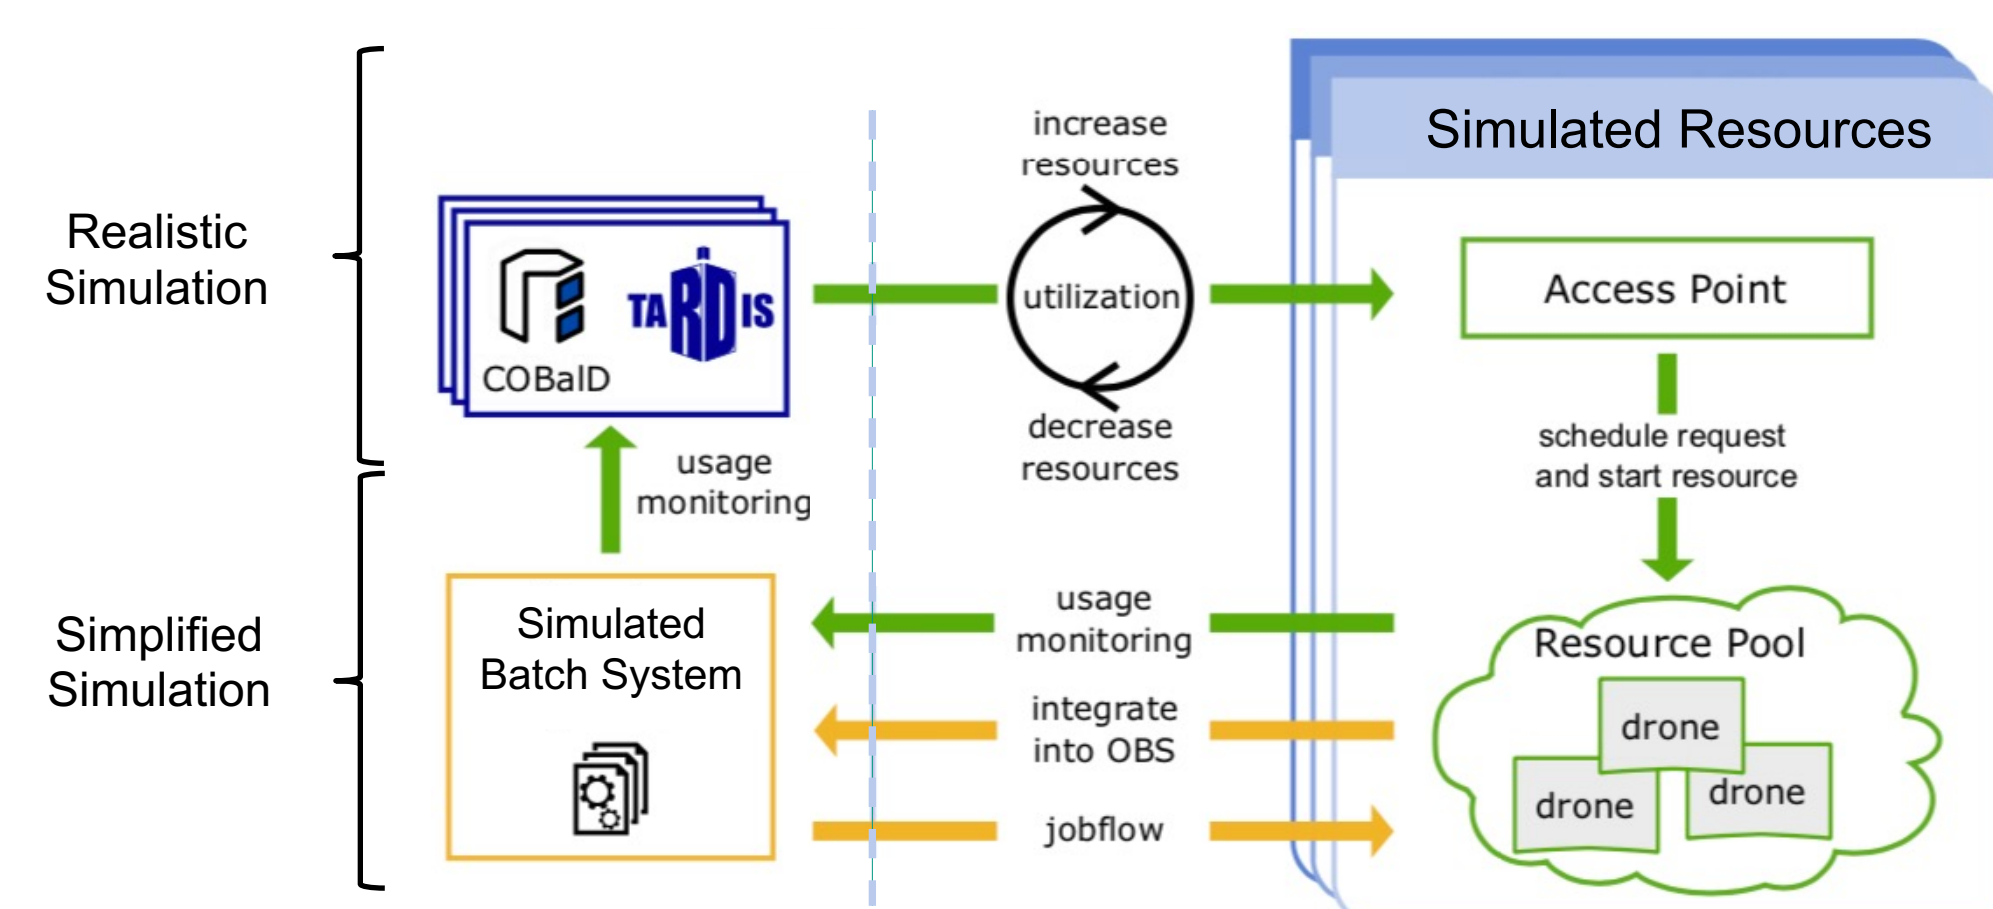 Realistic
Simulation
Simplified
Simulation
COBalD
TARDIS
usage
monitoring
Simulated
Batch System
increase
resources
utilization
decrease
resources
usage
monitoring
integrate
into OBS
jobflow
Simulated Resources
Access Point
schedule request
and start resource
Resource Pool
drone
drone
drone